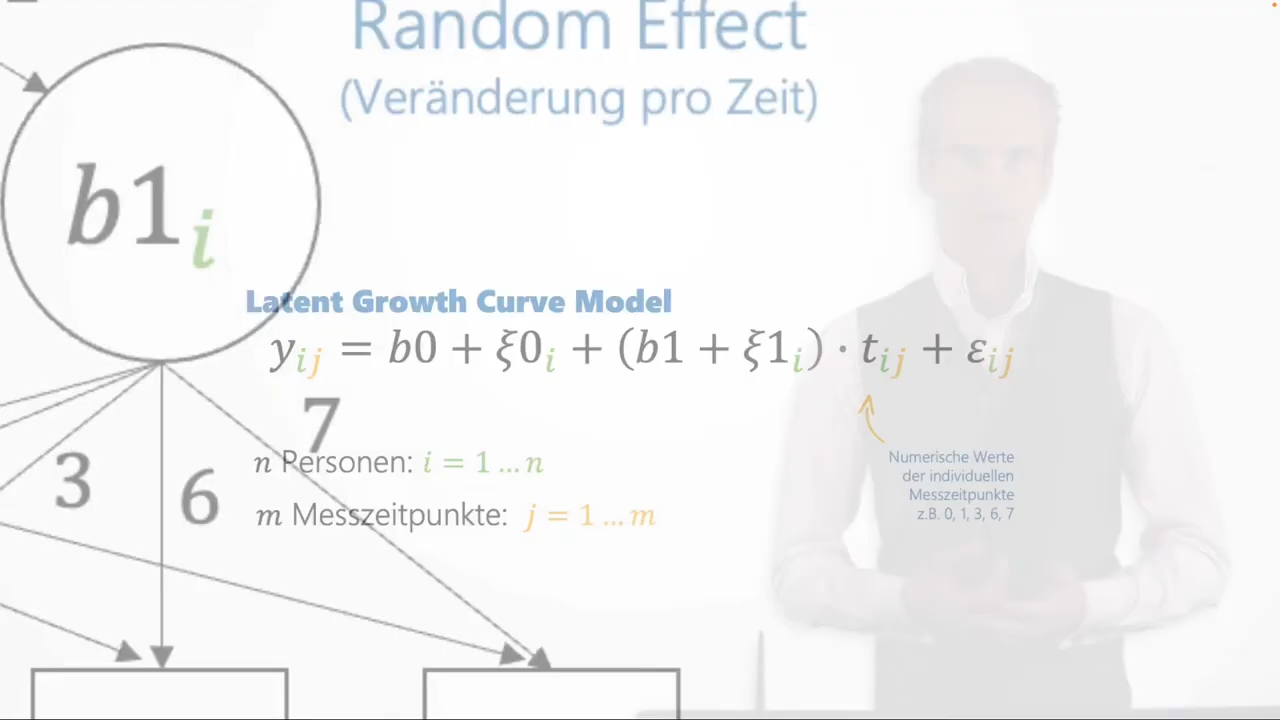 Random Effect
(Veränderung pro Zeit)
b1i
Latent Growth Curve Model
yij = b0 + ξ0i + (b1 + ξ1i) · tij + εij
7
n Personen: i = 1 … n
3
6
m Messzeitpunkte: j = 1 … m
Numerische Werte
der individuellen
Messzeitpunkte
z.B. 0, 1, 3, 6, 7